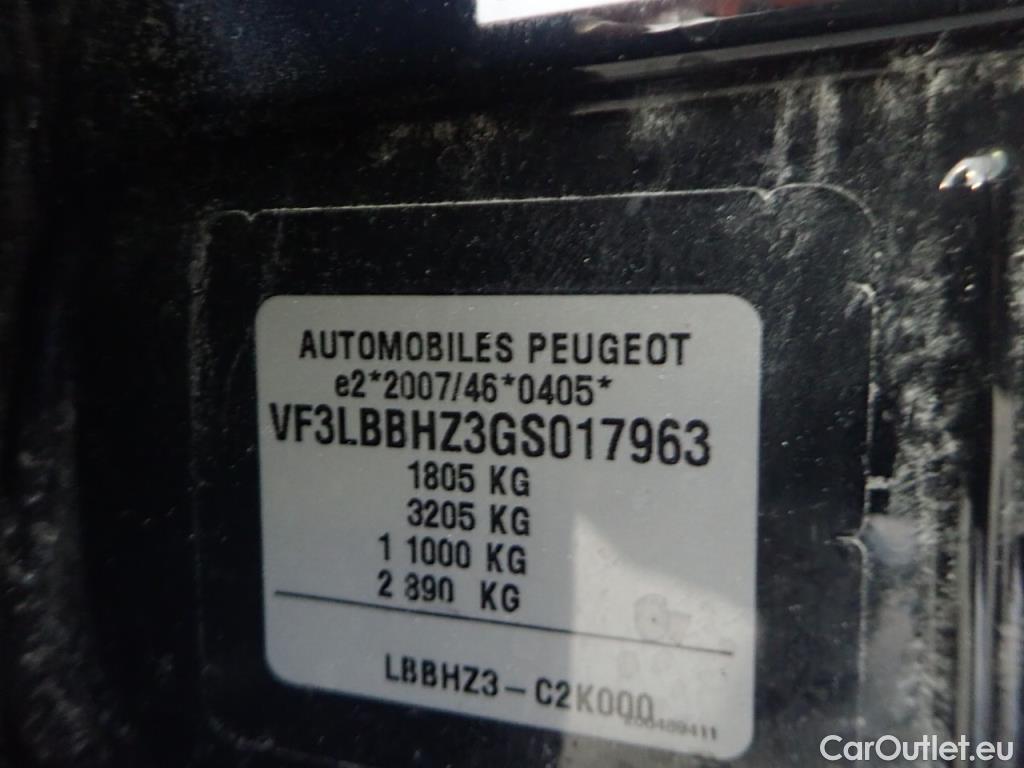 AUTOMOBILES PEUGEOT
e2*2007/46*0405*
VF3LBBHZ3GS017963
1805 KG
3205 KG
1 1000 KG
2 890 KG
LBBHZ3-C2K000
CarOutlet.eu